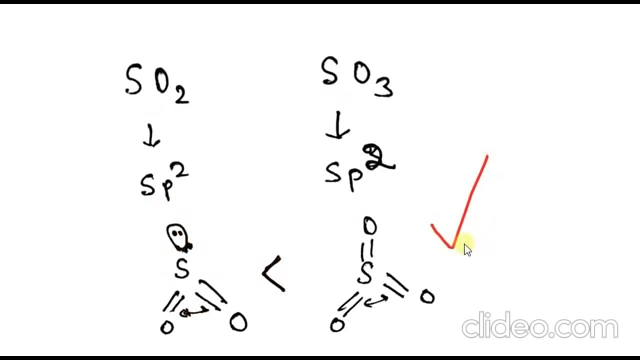 SO2 SO3
↓ ↓
Sp2 Sp2
O
S < S
O O O O
clideo.com